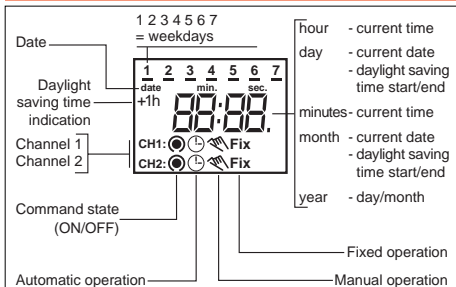 1 2 3 4 5 6 7
= weekdays
Date
Daylight
saving time
indication
Channel 1
Channel 2
Command state
(ON/OFF)
Automatic operation
1 2 3 4 5 6 7
date min. sec.
+1h
88:88.
CH1: Fix
CH2: Fix
hour - current time
day - current date
- daylight saving
time start/end
minutes- current time
month - current date
- daylight saving
time start/end
year - day/month
Fixed operation
Manual operation